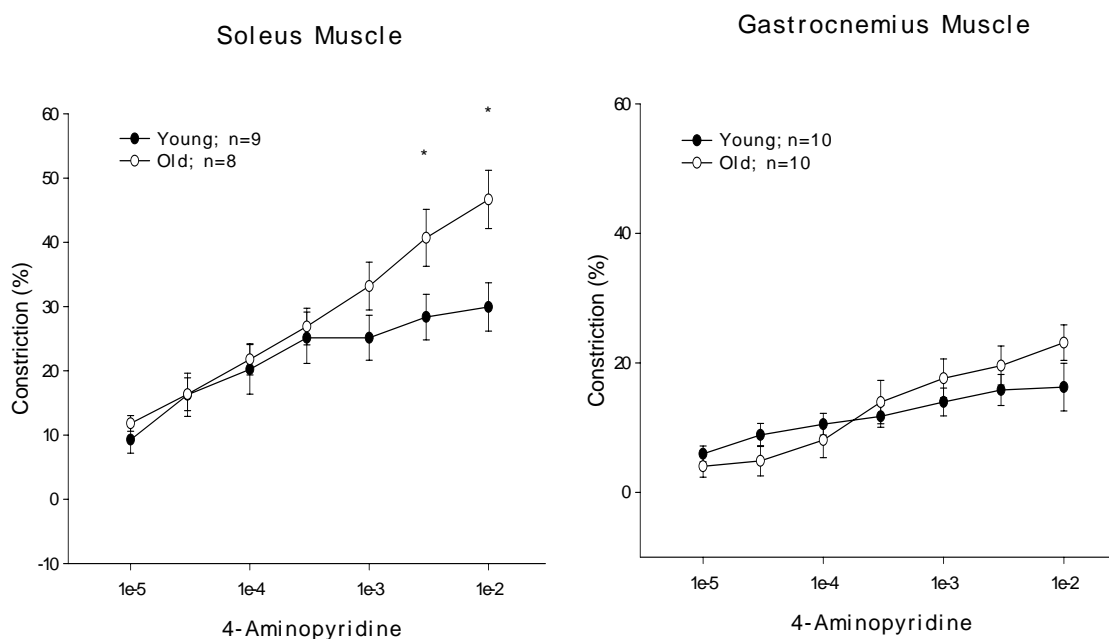 Soleus Muscle
60
50
40
30
20
10
0
-10
Constriction (%)
Young; n=9
Old; n=8
*
*
1e-5 1e-4 1e-3 1e-2
4-Aminopyridine
Gastrocnemius Muscle
60
40
20
0
Constriction (%)
Young; n=10
Old; n=10
1e-5 1e-4 1e-3 1e-2
4-Aminopyridine